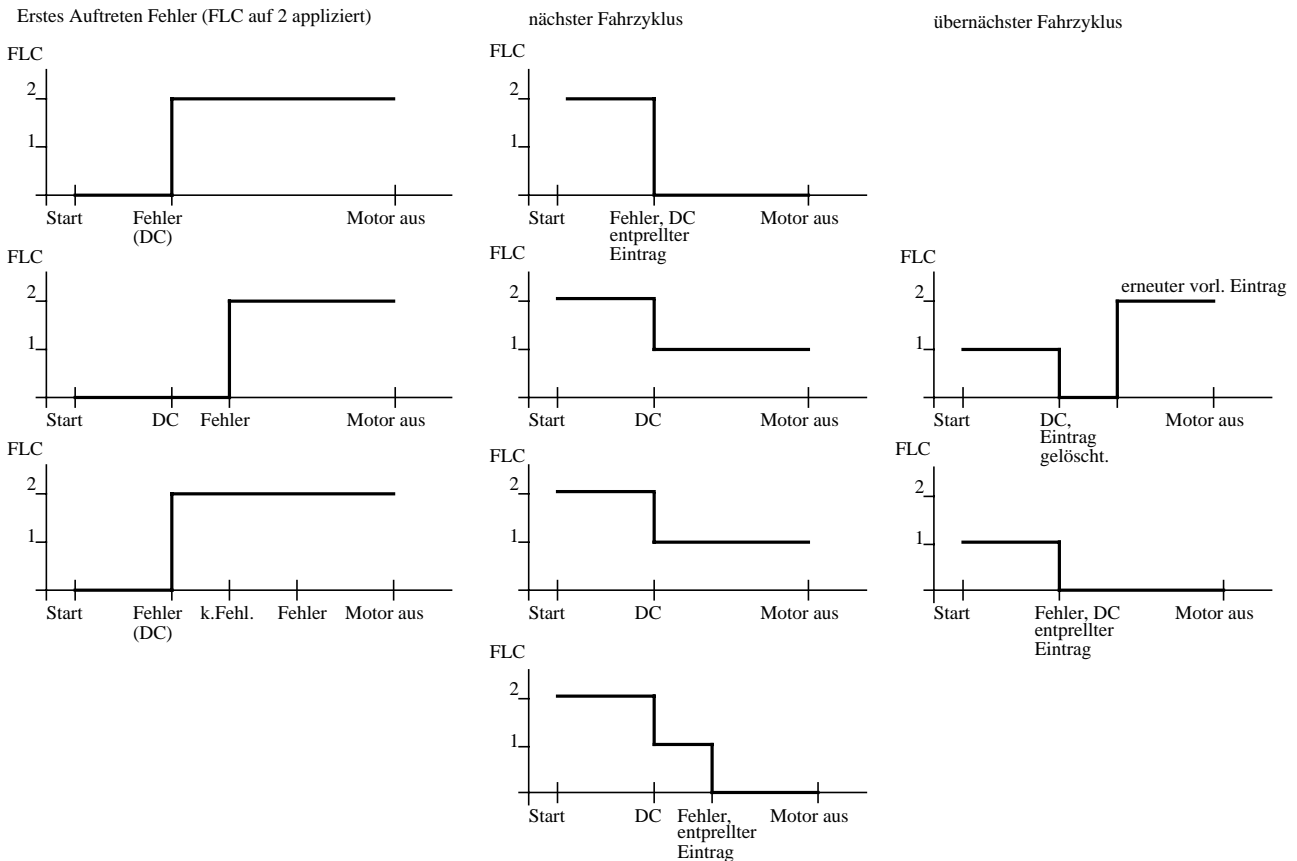 Erstes Auftreten Fehler (FLC auf 2 appliziert)
nächster Fahrzyklus
übernächster Fahrzyklus
FLC
2
1
Start
Fehler
(DC)
Motor aus
FLC
2
1
Start
Fehler, DC
entprellter
Eintrag
Motor aus
FLC
2
1
Start
DC
Fehler
Motor aus
FLC
2
1
Start
DC
Motor aus
FLC
2
1
erneuter vorl. Eintrag
Start
DC,
Eintrag
gelöscht.
Motor aus
FLC
2
1
Start
Fehler
(DC)
k.Fehl.
Fehler
Motor aus
FLC
2
1
Start
DC
Motor aus
FLC
2
1
Start
Fehler, DC
entprellter
Eintrag
Motor aus
FLC
2
1
Start
DC
Fehler,
entprellter
Eintrag
Motor aus